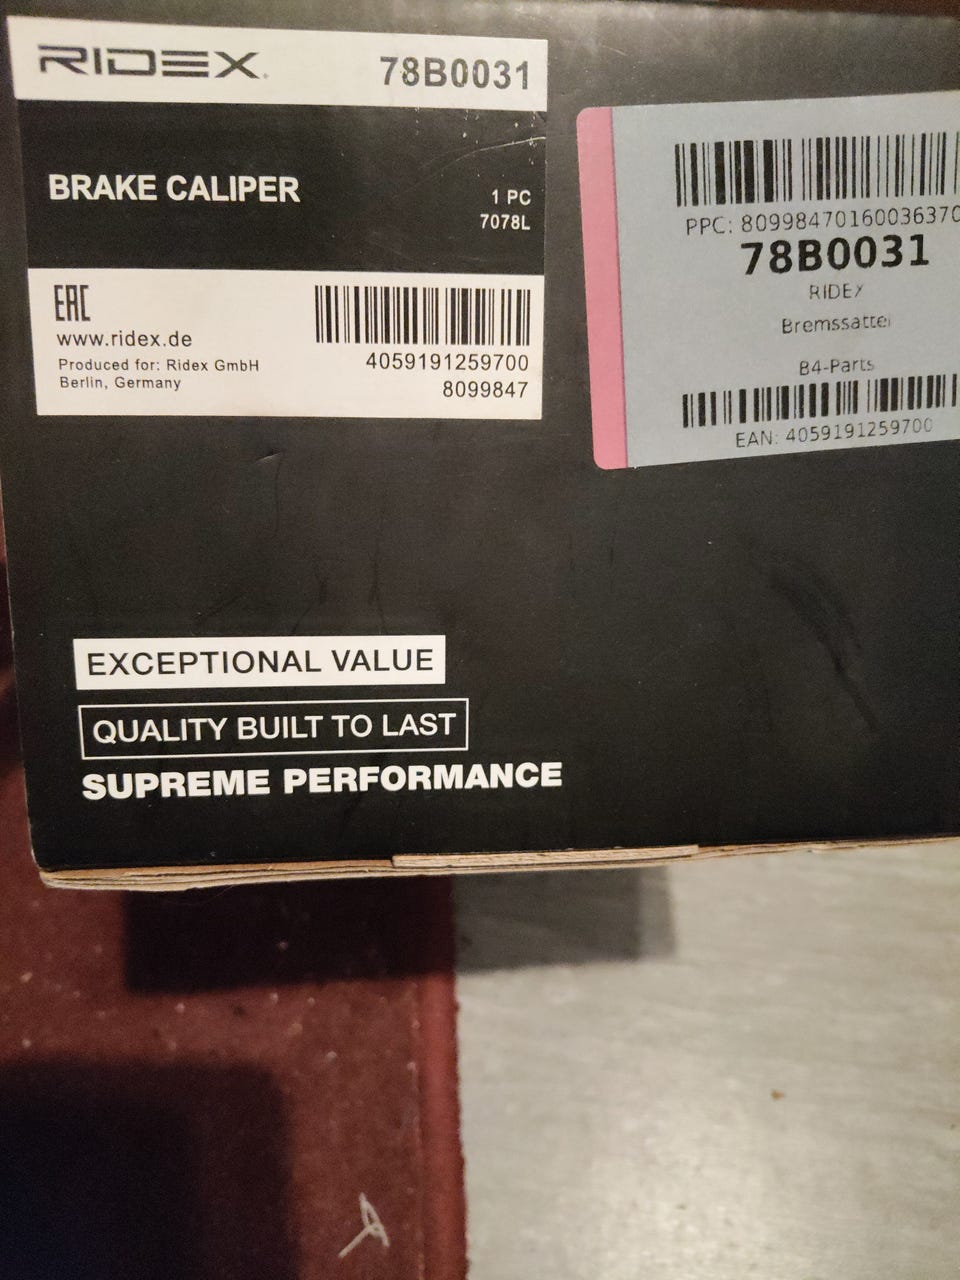 RIDEX
78B0031
BRAKE CALIPER
1 PC
7078L
EAC
www.ridex.de
Produced for: Ridex GmbH
Berlin, Germany
4059191259700
8099847
PPC: 8099847016003637
78B0031
RIDEX
Bremssattel
B4-Parts
EAN: 4059191259700
EXCEPTIONAL VALUE
QUALITY BUILT TO LAST
SUPREME PERFORMANCE